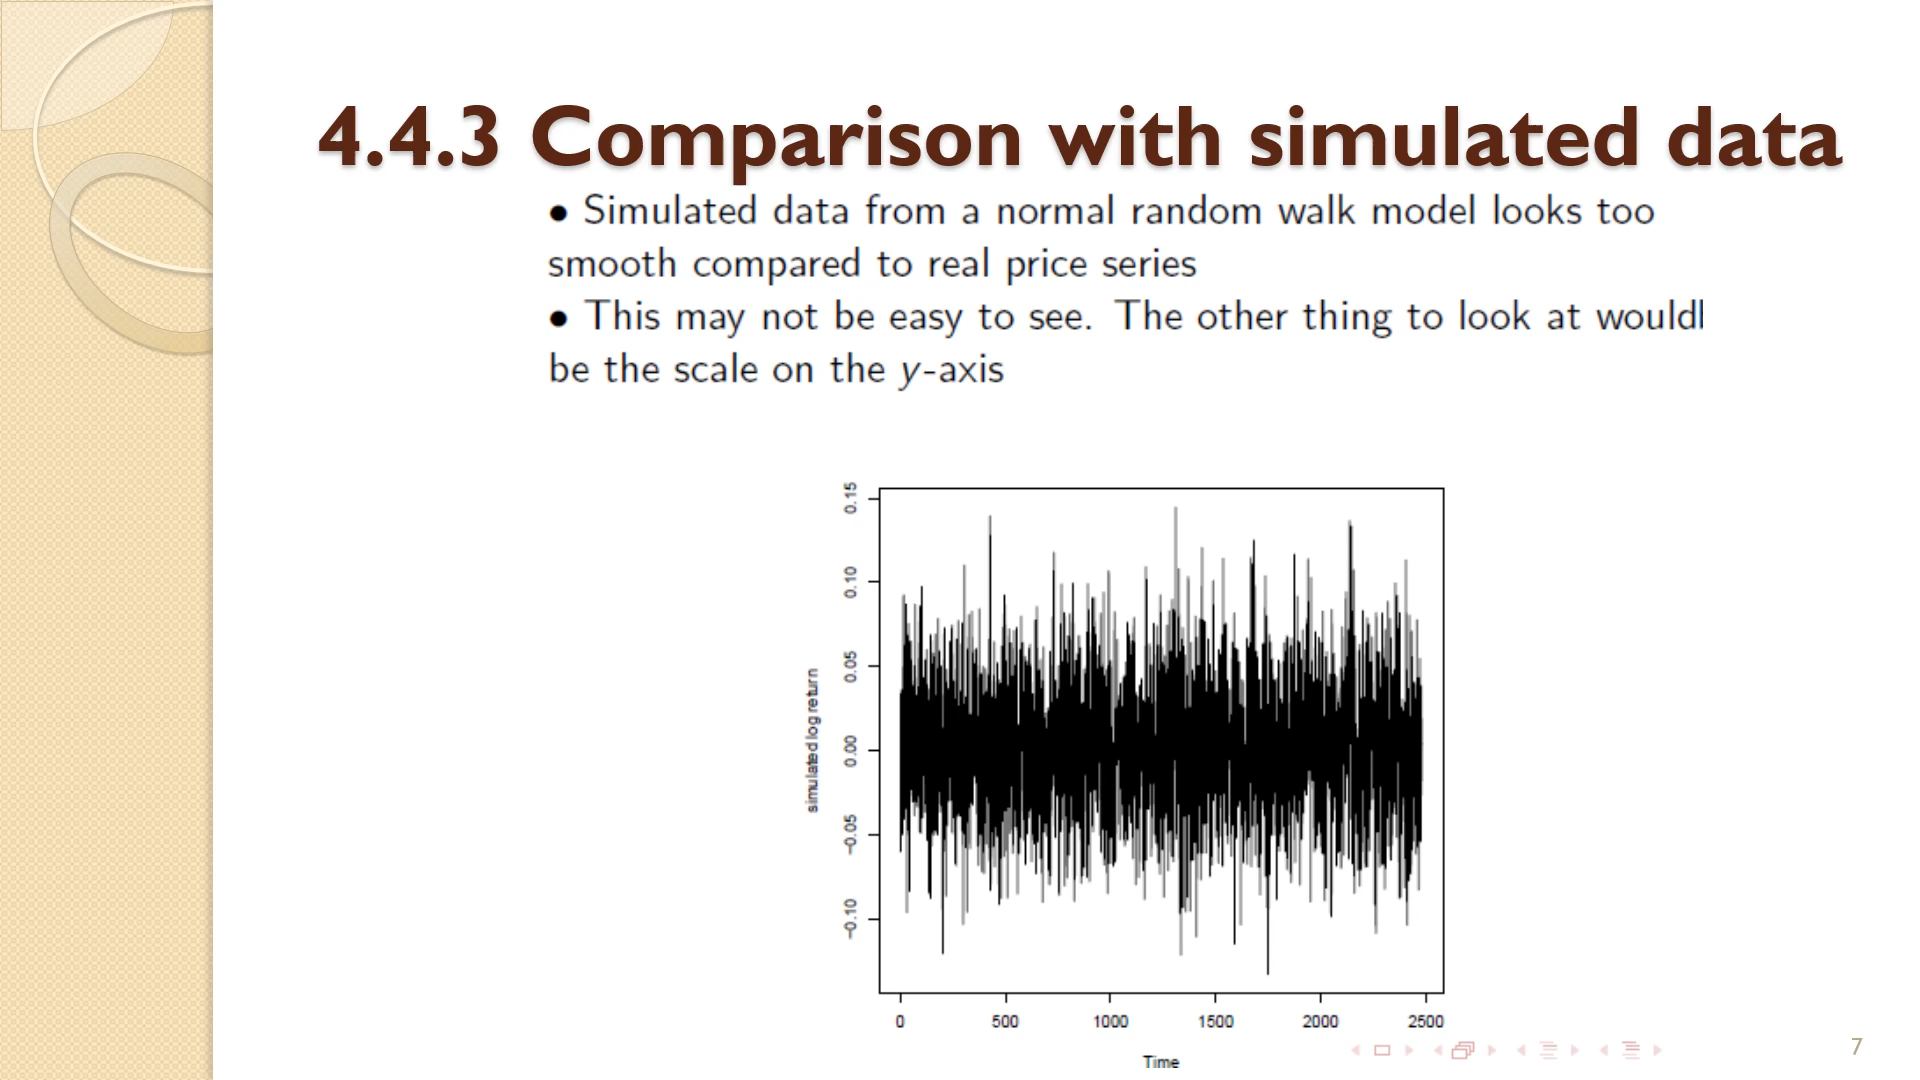 4.4.3 Comparison with simulated data
• Simulated data from a normal random walk model looks too
smooth compared to real price series
• This may not be easy to see. The other thing to look at would
be the scale on the y-axis
0.15
0.10
0.05
0.00
−0.05
−0.10
simulated log return
0 500 1000 1500 2000 2500
Time
7